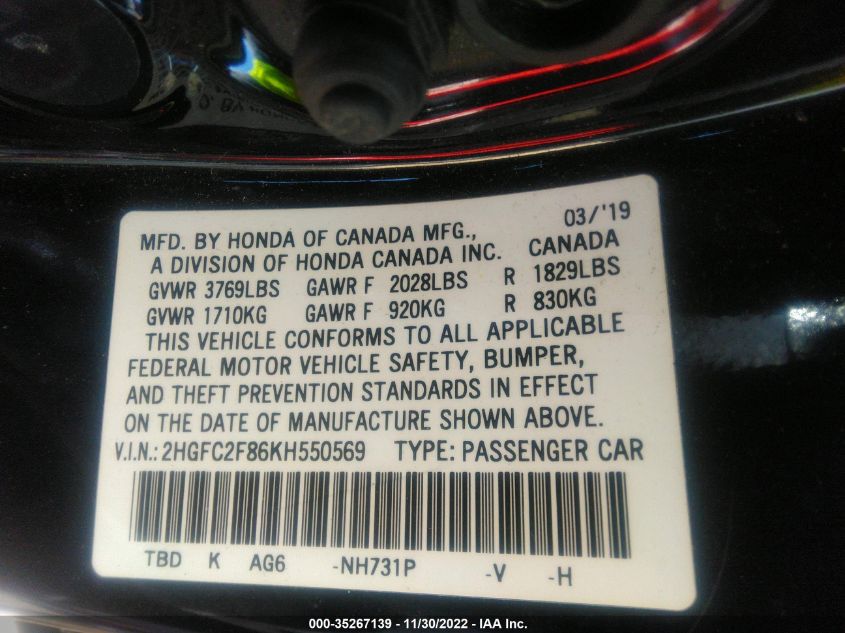 03/'19
MFD. BY HONDA OF CANADA MFG.,
A DIVISION OF HONDA CANADA INC. CANADA
GVWR 3769LBS GAWR F 2028LBS R 1829LBS
GVWR 1710KG GAWR F 920KG R 830KG
THIS VEHICLE CONFORMS TO ALL APPLICABLE
FEDERAL MOTOR VEHICLE SAFETY, BUMPER,
AND THEFT PREVENTION STANDARDS IN EFFECT
ON THE DATE OF MANUFACTURE SHOWN ABOVE.
V.I.N.: 2HGFC2F86KH550569 TYPE: PASSENGER CAR
TBD K AG6 -NH731P -V -H
000-35267139 - 11/30/2022 - IAA Inc.